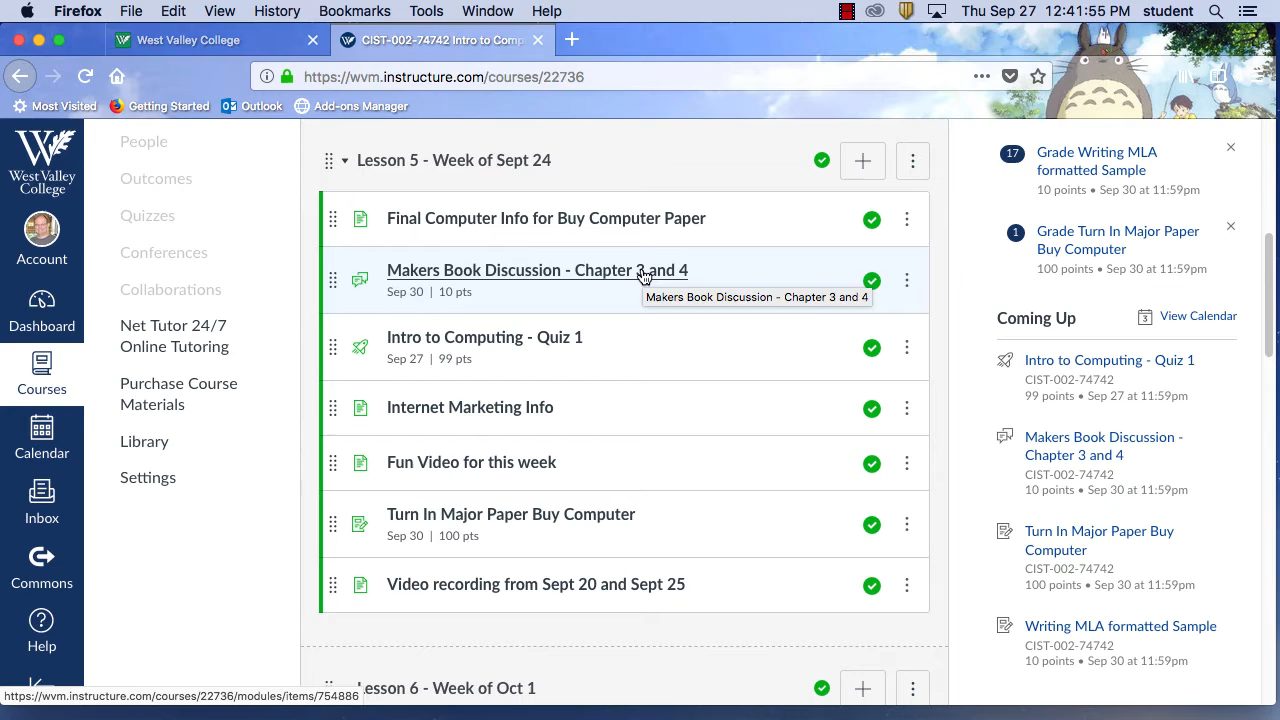 Firefox File Edit View History Bookmarks Tools Window Help Thu Sep 27 12:41:55 PM student
West Valley College
CIST-002-74742 Intro to Comp
https://wvm.instructure.com/courses/22736
Most Visited Getting Started Outlook Add-ons Manager
West Valley
College
Account
Dashboard
Courses
Calendar
Inbox
Commons
Help
People
Outcomes
Quizzes
Conferences
Collaborations
Net Tutor 24/7
Online Tutoring
Purchase Course
Materials
Library
Settings
Lesson 5 - Week of Sept 24
Final Computer Info for Buy Computer Paper
Makers Book Discussion - Chapter 3 and 4
Sep 30 | 10 pts
Makers Book Discussion - Chapter 3 and 4
Intro to Computing - Quiz 1
Sep 27 | 99 pts
Internet Marketing Info
Fun Video for this week
Turn In Major Paper Buy Computer
Sep 30 | 100 pts
Video recording from Sept 20 and Sept 25
Lesson 6 - Week of Oct 1
17
Grade Writing MLA
formatted Sample
10 points • Sep 30 at 11:59pm
1
Grade Turn In Major Paper
Buy Computer
100 points • Sep 30 at 11:59pm
Coming Up
3
View Calendar
Intro to Computing - Quiz 1
CIST-002-74742
99 points • Sep 27 at 11:59pm
Makers Book Discussion -
Chapter 3 and 4
CIST-002-74742
10 points • Sep 30 at 11:59pm
Turn In Major Paper Buy
Computer
CIST-002-74742
100 points • Sep 30 at 11:59pm
Writing MLA formatted Sample
CIST-002-74742
10 points • Sep 30 at 11:59pm
https://wvm.instructure.com/courses/22736/modules/items/754886